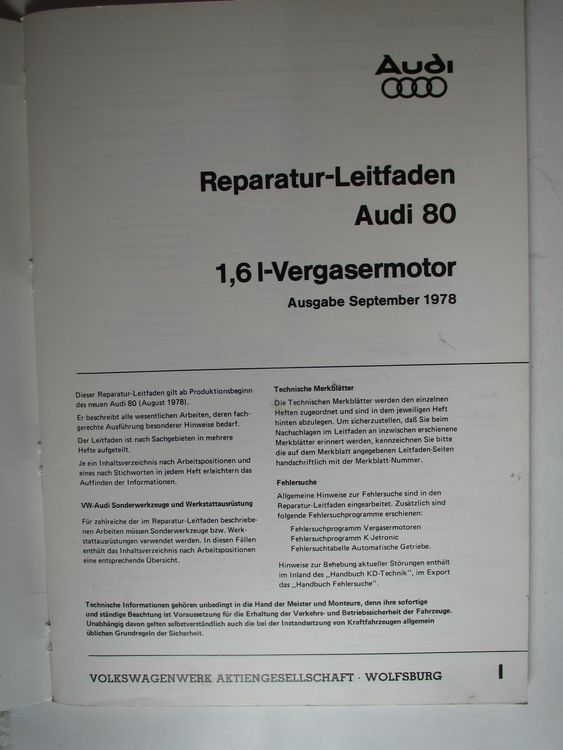 Audi
Reparatur-Leitfaden
Audi 80
1,6 l-Vergasermotor
Ausgabe September 1978
Dieser Reparatur-Leitfaden gilt ab Produktionsbeginn
des neuen Audi 80 (August 1978).
Er beschreibt alle wesentlichen Arbeiten, deren fach-
gerechte Ausführung besonderer Hinweise bedarf.
Der Leitfaden ist nach Sachgebieten in mehrere
Hefte aufgeteilt.
Je ein Inhaltsverzeichnis nach Arbeitspositionen und
eines nach Stichworten in jedem Heft erleichtern das
Auffinden der Informationen.
VW-Audi Sonderwerkzeuge und Werkstattausrüstung
Für zahlreiche der im Reparatur-Leitfaden beschriebe-
nen Arbeiten müssen Sonderwerkzeuge bzw. Werk-
stattausrüstungen verwendet werden. In diesen Fällen
enthält das Inhaltsverzeichnis nach Arbeitspositionen
eine entsprechende Übersicht.
Technische Merkblätter
Die Technischen Merkblätter werden den einzelnen
Heften zugeordnet und sind in dem jeweiligen Heft
hinten abzulegen. Um sicherzustellen, daß Sie beim
Nachschlagen im Leitfaden an inzwischen erschienene
Merkblätter erinnert werden, kennzeichnen Sie bitte
die auf dem Merkblatt angegebenen Leitfaden-Seiten
handschriftlich mit der Merkblatt-Nummer.
Fehlersuche
Allgemeine Hinweise zur Fehlersuche sind in den
Reparatur-Leitfaden eingearbeitet. Zusätzlich sind
folgende Fehlersuchprogramme erschienen:
Fehlersuchprogramm Vergasermotoren
Fehlersuchprogramm K-Jetronic
Fehlersuchtabelle Automatische Getriebe.
Hinweise zur Behebung aktueller Störungen enthält
im Inland des „Handbuch KD-Technik", im Export
das „Handbuch Fehlersuche".
Technische Informationen gehören unbedingt in die Hand der Meister und Monteure, denn ihre sofortige
und ständige Beachtung ist Voraussetzung für die Erhaltung der Verkehrs- und Betriebssicherheit der Fahrzeuge.
Unabhängig davon gelten selbstverständlich auch die bei der Instandsetzung von Kraftfahrzeugen allgemein
üblichen Grundregeln der Sicherheit.
VOLKSWAGENWERK AKTIENGESELLSCHAFT · WOLFSBURG
I